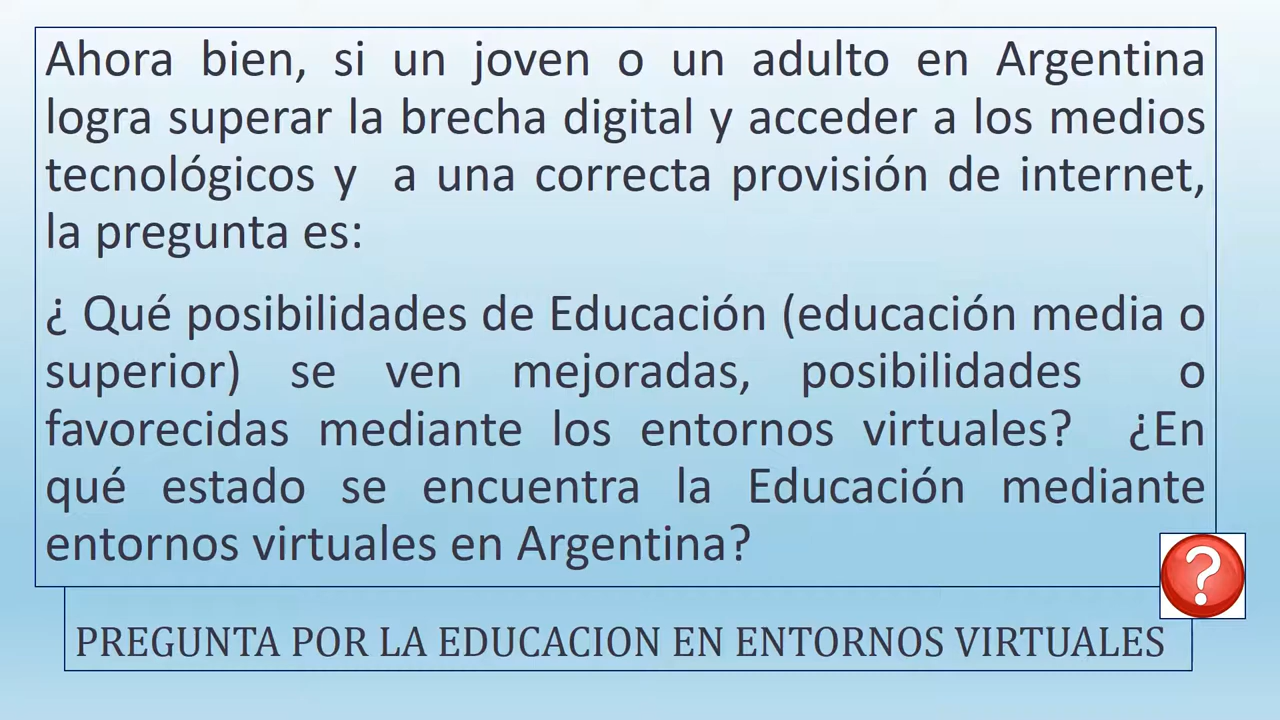 Ahora bien, si un joven o un adulto en Argentina
logra superar la brecha digital y acceder a los medios
tecnológicos y  a una correcta provisión de internet,
la pregunta es:
¿ Qué posibilidades de Educación (educación media o
superior) se ven mejoradas, posibilidades o
favorecidas mediante los entornos virtuales?  ¿En
qué estado se encuentra la Educación mediante
entornos virtuales en Argentina?
?
PREGUNTA POR LA EDUCACION EN ENTORNOS VIRTUALES